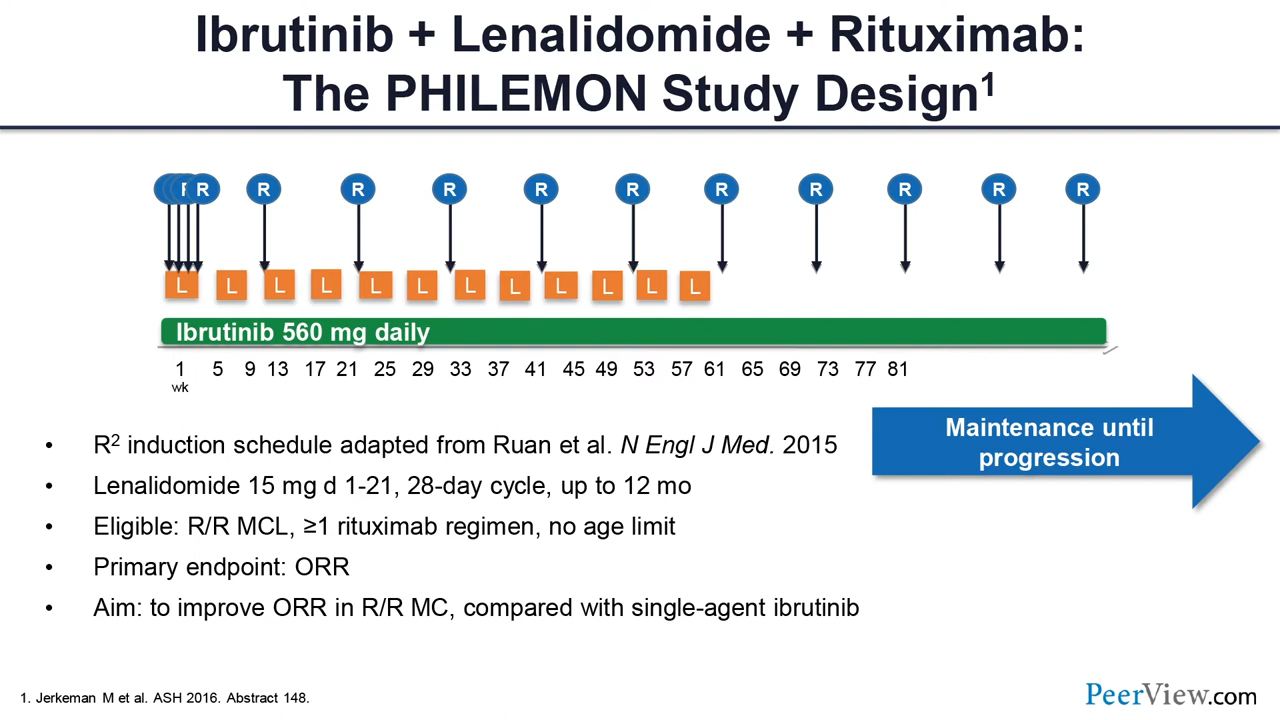 Ibrutinib + Lenalidomide + Rituximab:
The PHILEMON Study Design1
R R R R R R R R R R R
L L L L L L L L L L L L
Ibrutinib 560 mg daily
1 5 9 13 17 21 25 29 33 37 41 45 49 53 57 61 65 69 73 77 81
wk
Maintenance until
progression
• R2 induction schedule adapted from Ruan et al. N Engl J Med. 2015
• Lenalidomide 15 mg d 1-21, 28-day cycle, up to 12 mo
• Eligible: R/R MCL, ≥1 rituximab regimen, no age limit
• Primary endpoint: ORR
• Aim: to improve ORR in R/R MC, compared with single-agent ibrutinib
1. Jerkeman M et al. ASH 2016. Abstract 148.
PeerView.com